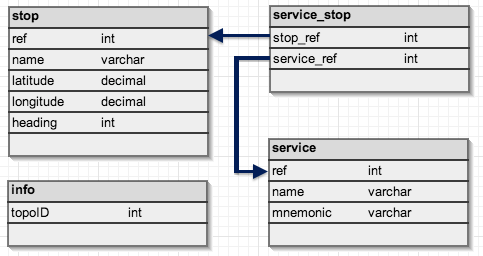 stop
ref int
name varchar
latitude decimal
longitude decimal
heading int
service_stop
stop_ref int
service_ref int
service
ref int
name varchar
mnemonic varchar
info
topoID int